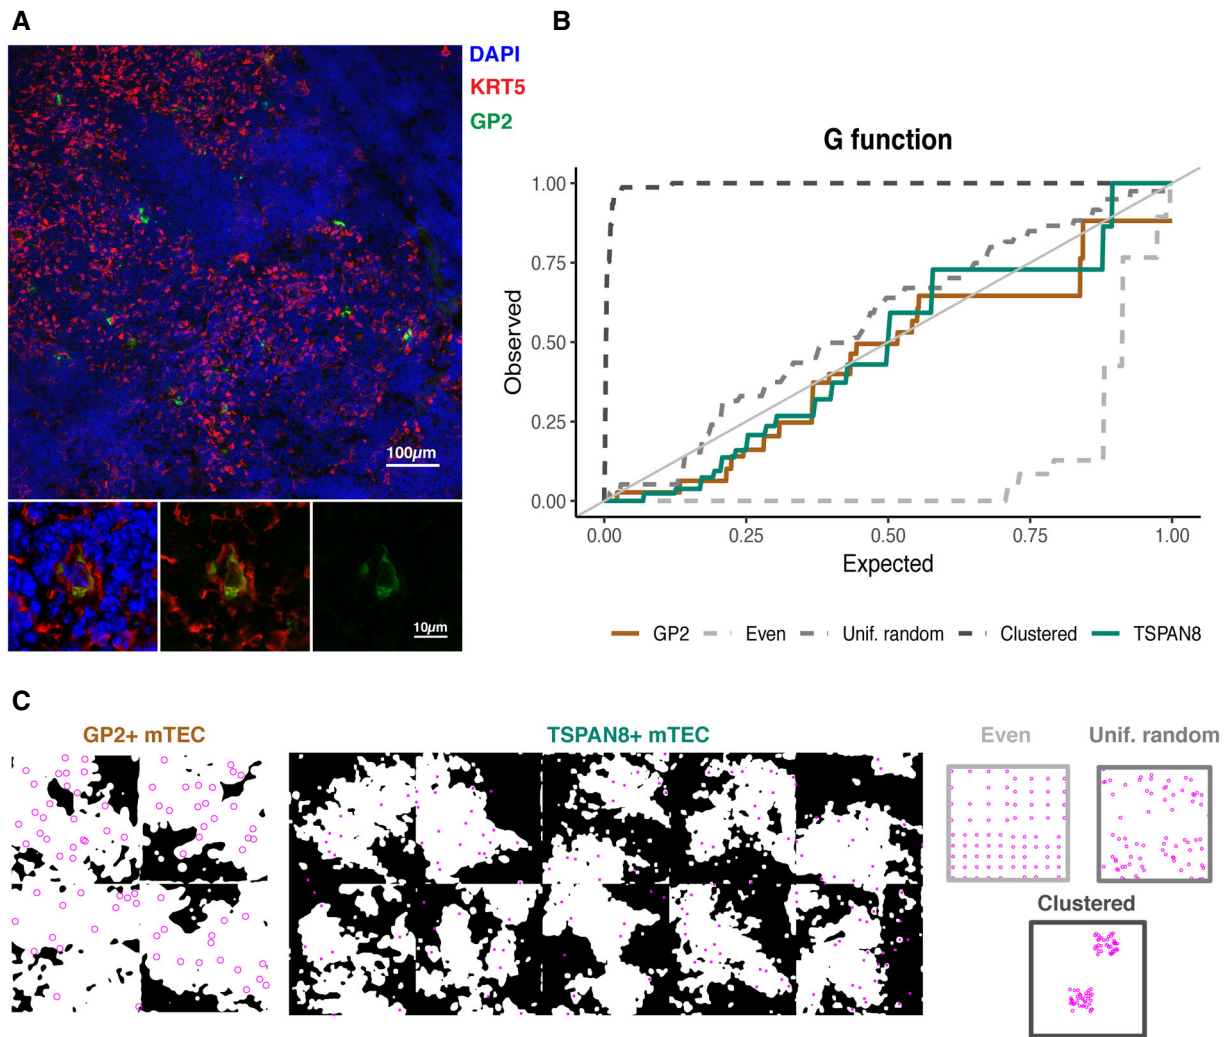 A
B
DAPI
KRT5
GP2
100µm
10µm
G function
1.00
0.75
0.50
0.25
0.00
Observed
0.00 0.25 0.50 0.75 1.00
Expected
GP2 Even Unif. random Clustered TSPAN8
C
GP2+ mTEC TSPAN8+ mTEC Even Unif. random
Clustered